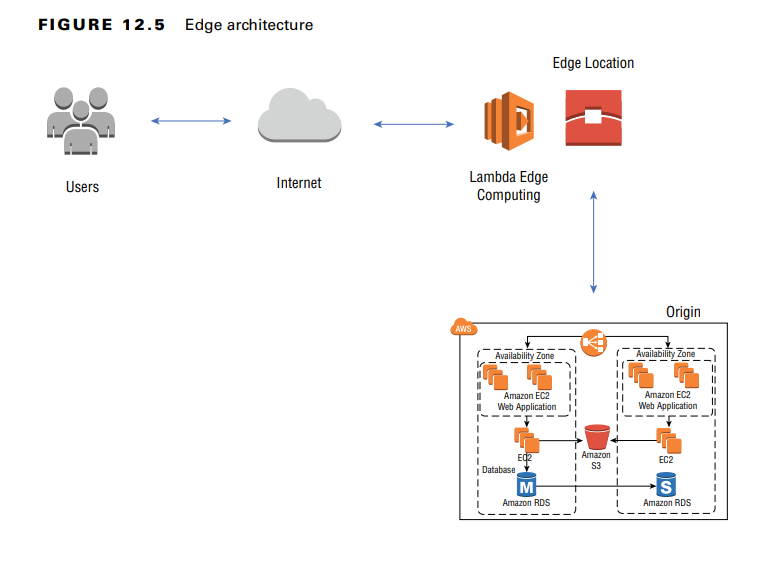 FIGURE 12.5 Edge architecture
Edge Location
Users
Internet
Lambda Edge
Computing
Origin
AWS
Availability Zone
Availability Zone
Amazon EC2
Web Application
Amazon EC2
Web Application
EC2
Amazon
S3
EC2
Database
M
S
Amazon RDS
Amazon RDS